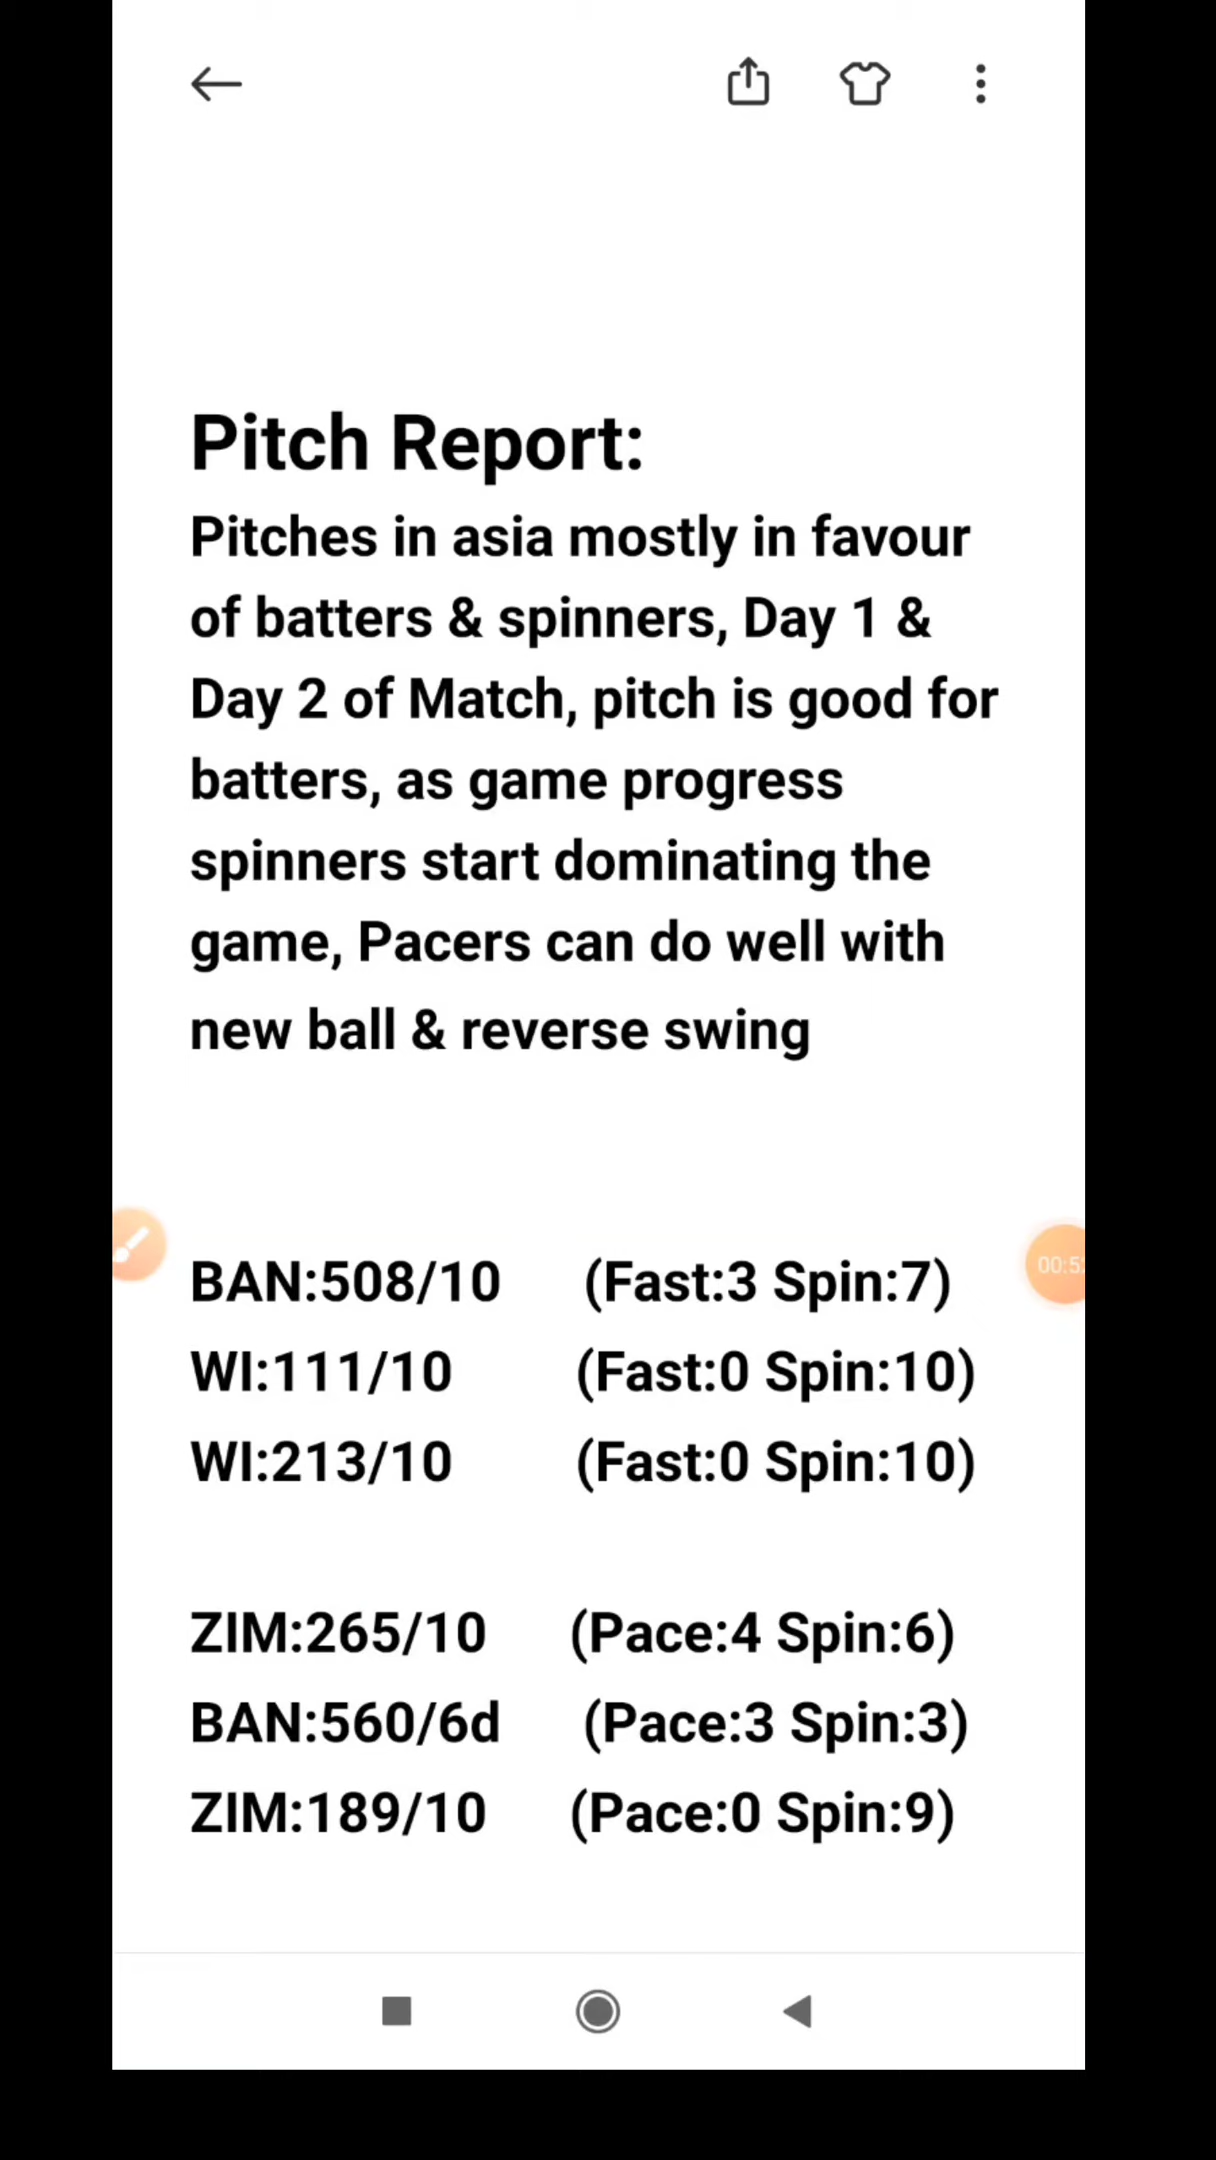 Pitch Report:
Pitches in asia mostly in favour
of batters & spinners, Day 1 &
Day 2 of Match, pitch is good for
batters, as game progress
spinners start dominating the
game, Pacers can do well with
new ball & reverse swing
BAN:508/10 (Fast:3 Spin:7)
WI:111/10 (Fast:0 Spin:10)
WI:213/10 (Fast:0 Spin:10)
ZIM:265/10 (Pace:4 Spin:6)
BAN:560/6d (Pace:3 Spin:3)
ZIM:189/10 (Pace:0 Spin:9)